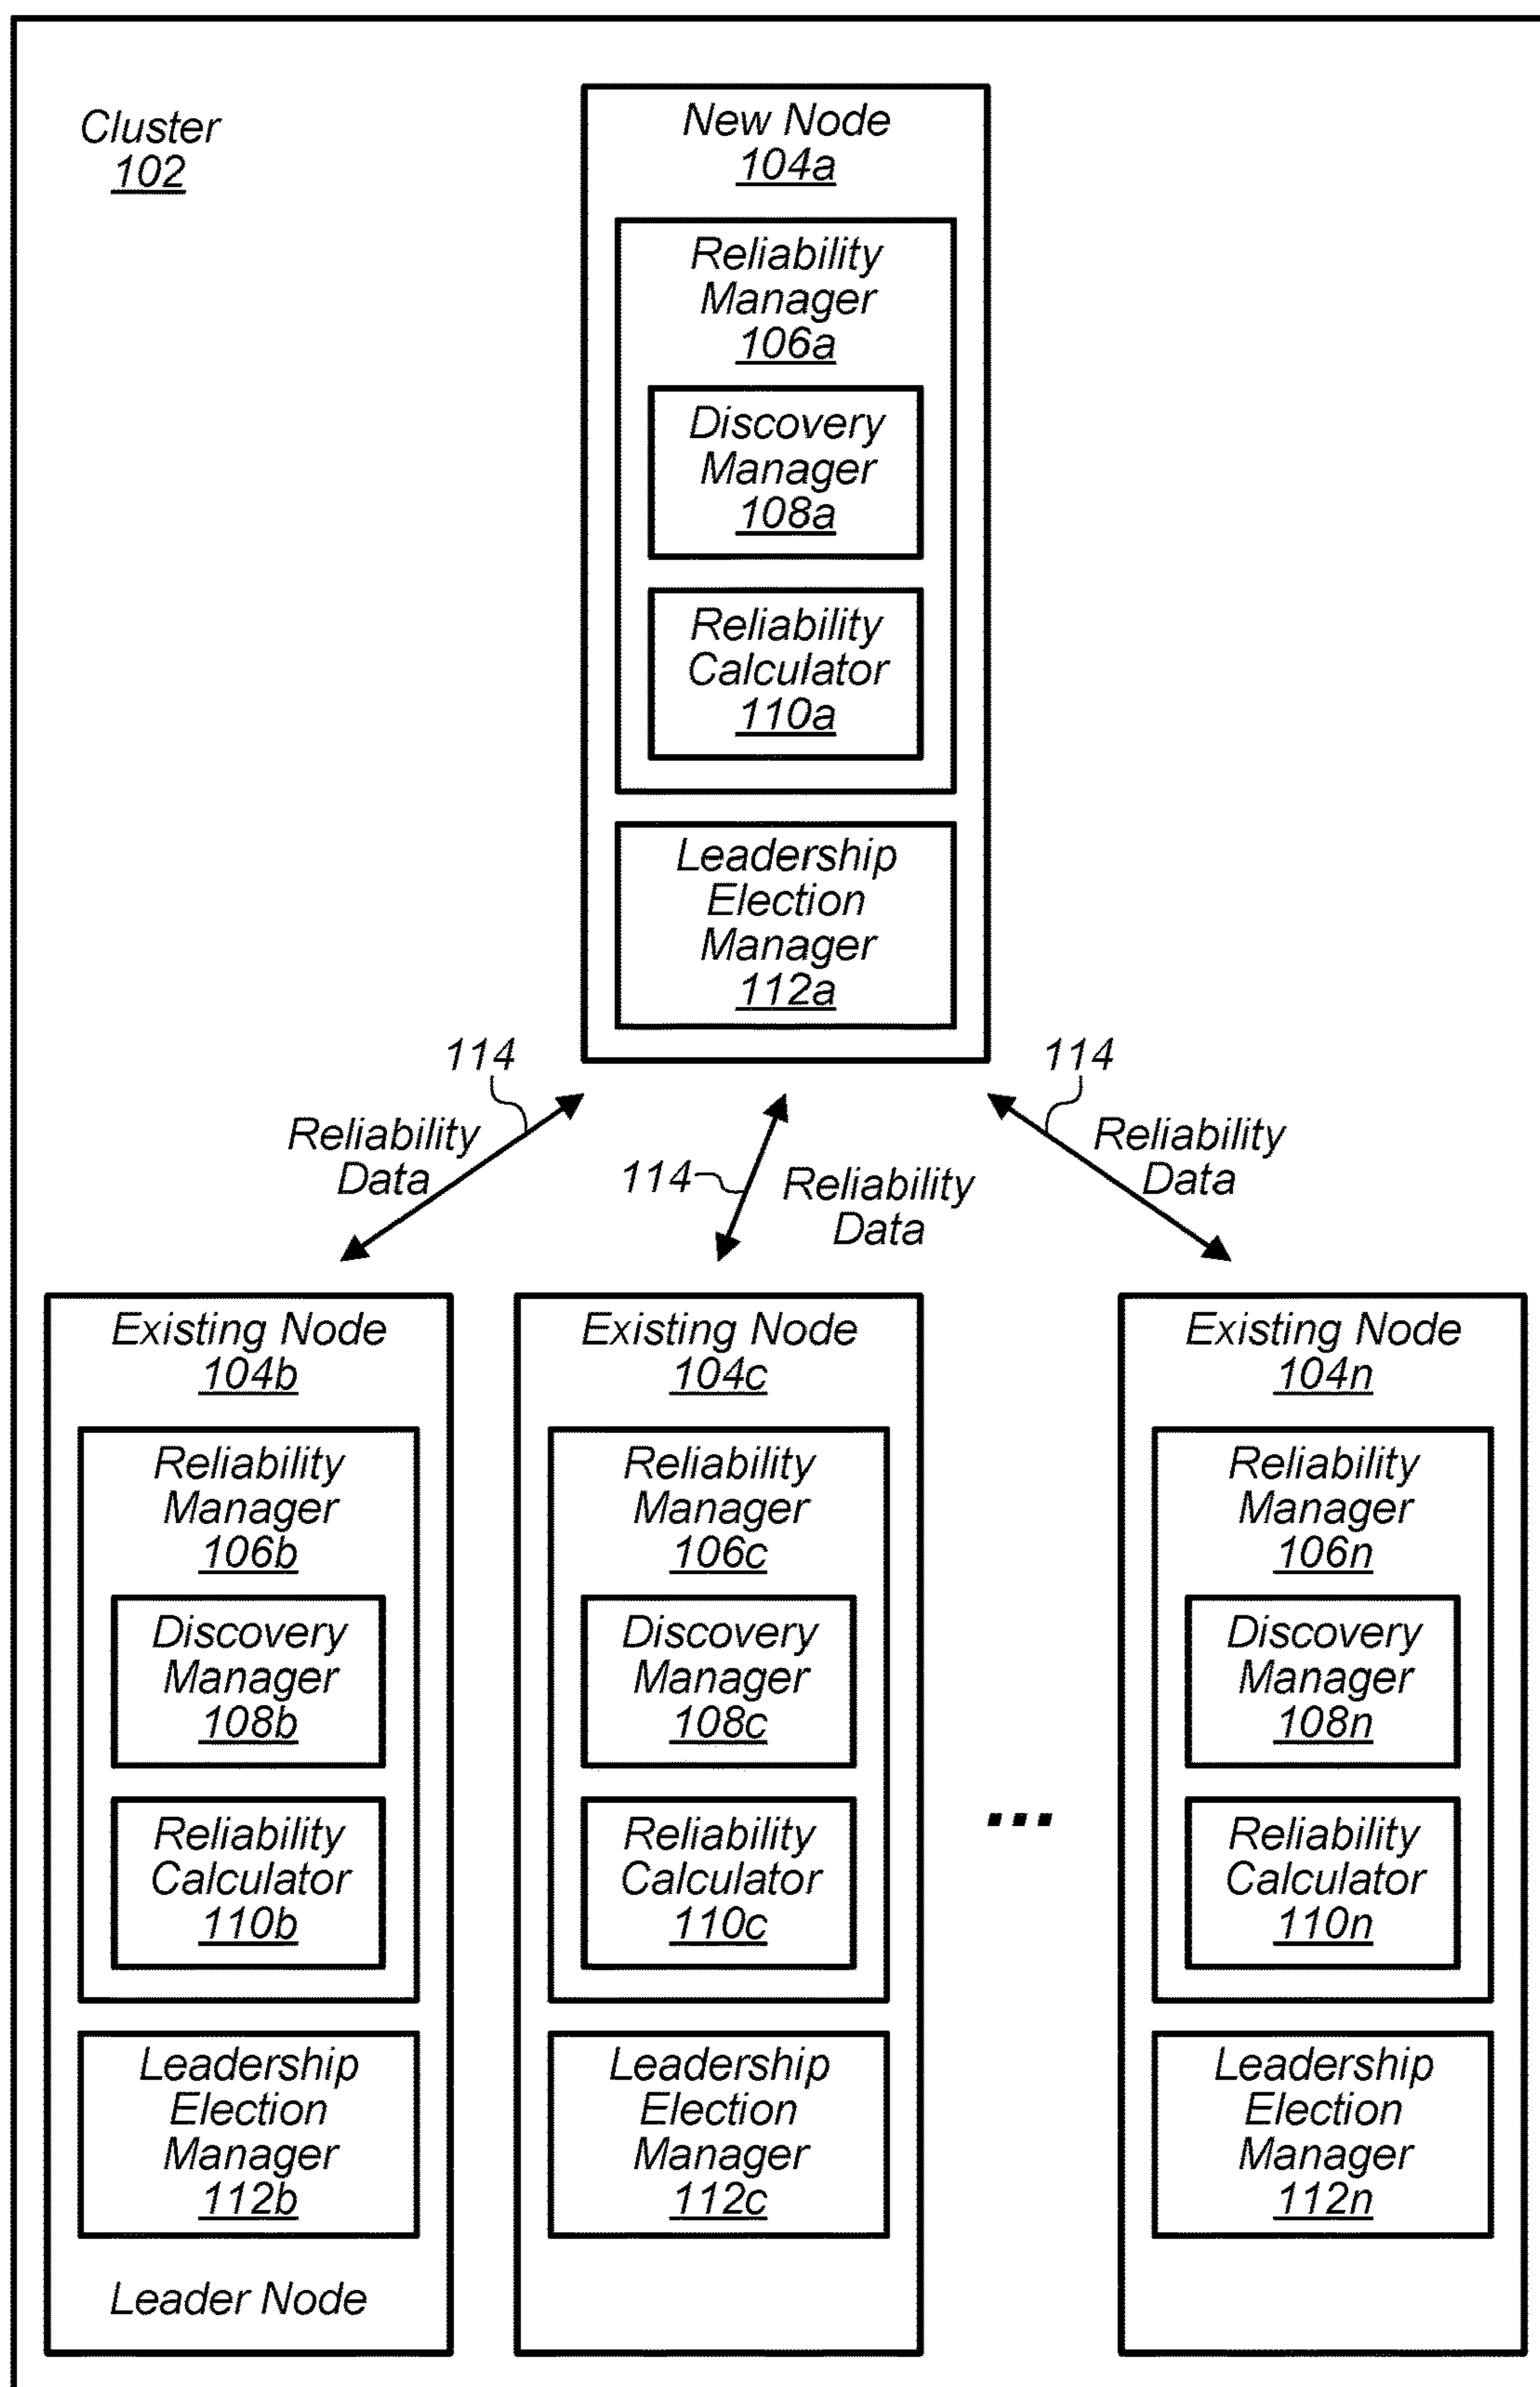 Cluster
102
New Node
104a
Reliability
Manager
106a
Discovery
Manager
108a
Reliability
Calculator
110a
Leadership
Election
Manager
112a
114
Reliability
Data
114
Reliability
Data
114
Reliability
Data
Existing Node
104b
Reliability
Manager
106b
Discovery
Manager
108b
Reliability
Calculator
110b
Leadership
Election
Manager
112b
Leader Node
Existing Node
104c
Reliability
Manager
106c
Discovery
Manager
108c
Reliability
Calculator
110c
Leadership
Election
Manager
112c
...
Existing Node
104n
Reliability
Manager
106n
Discovery
Manager
108n
Reliability
Calculator
110n
Leadership
Election
Manager
112n